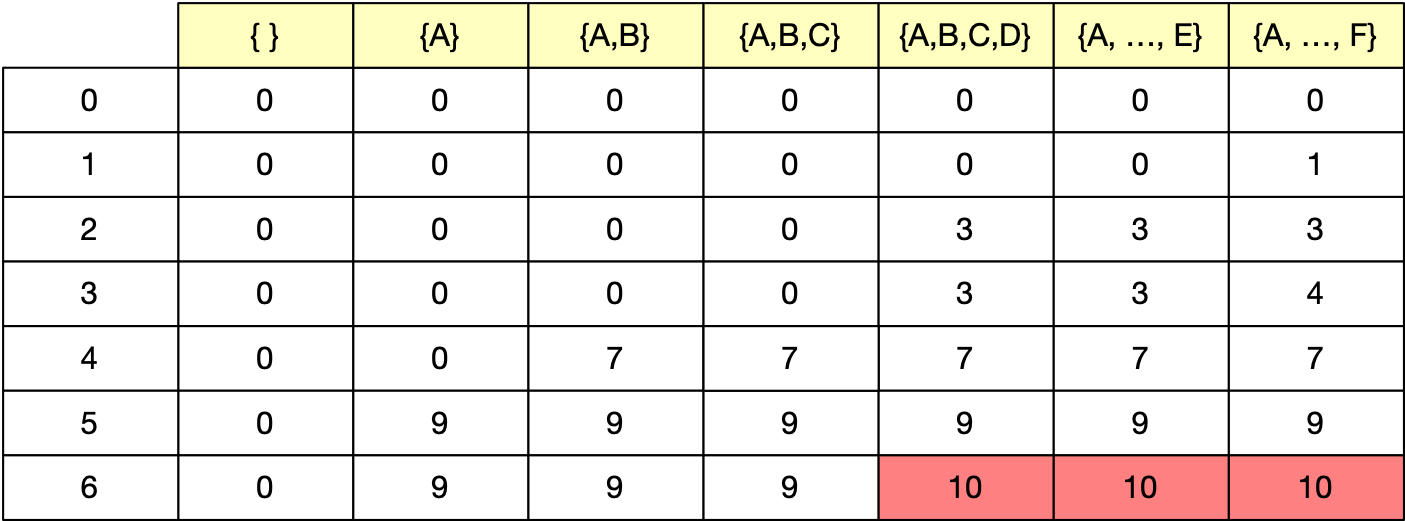 { } {A} {A,B} {A,B,C} {A,B,C,D} {A, …, E} {A, …, F}
0 0 0 0 0 0 0 0
1 0 0 0 0 0 0 1
2 0 0 0 0 3 3 3
3 0 0 0 0 3 3 4
4 0 0 7 7 7 7 7
5 0 9 9 9 9 9 9
6 0 9 9 9 10 10 10